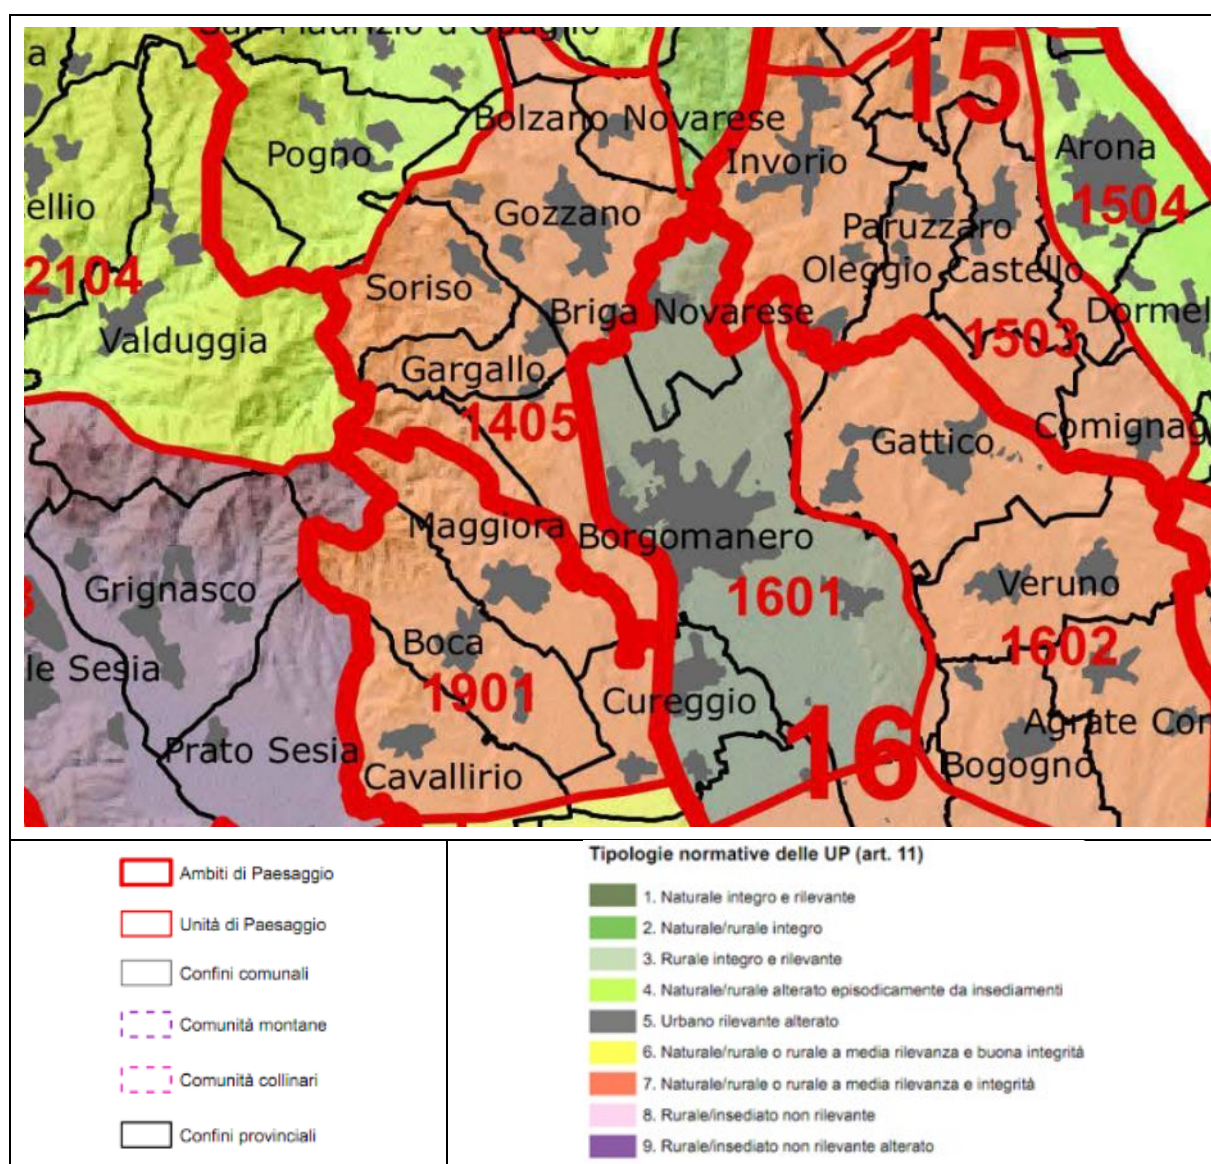 San Maurizio d'Opaglio
a
15
Bolzano Novarese
Pogno
Invorio
Arona
ellio
Gozzano
1504
Paruzzaro
2104
Soriso
Oleggio Castello
Valduggia
Briga Novarese
Dormel
1503
Gargallo
1405
Gattico
Comignag
Maggiora
Borgomanero
Grignasco
1601
Veruno
3
Boca
1602
le Sesia
1901
Cureggio
16
Agrate Con
Prato Sesia
Cavallirio
Bogogno
Ambiti di Paesaggio
Unità di Paesaggio
Confini comunali
Comunità montane
Comunità collinari
Confini provinciali
Tipologie normative delle UP (art. 11)
1. Naturale integro e rilevante
2. Naturale/rurale integro
3. Rurale integro e rilevante
4. Naturale/rurale alterato episodicamente da insediamenti
5. Urbano rilevante alterato
6. Naturale/rurale o rurale a media rilevanza e buona integrità
7. Naturale/rurale o rurale a media rilevanza e integrità
8. Rurale/insediato non rilevante
9. Rurale/insediato non rilevante alterato